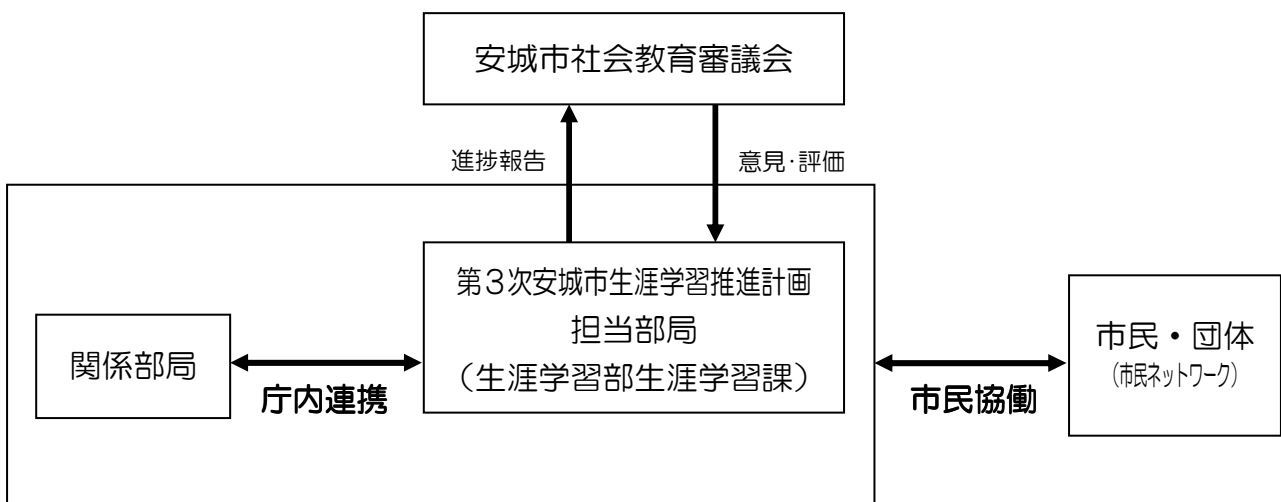 安城市社会教育審議会
進捗報告
意見・評価
第3次安城市生涯学習推進計画
担当部局
(生涯学習部生涯学習課)
関係部局
庁内連携
市民協働
市民・団体
(市民ネットワーク)